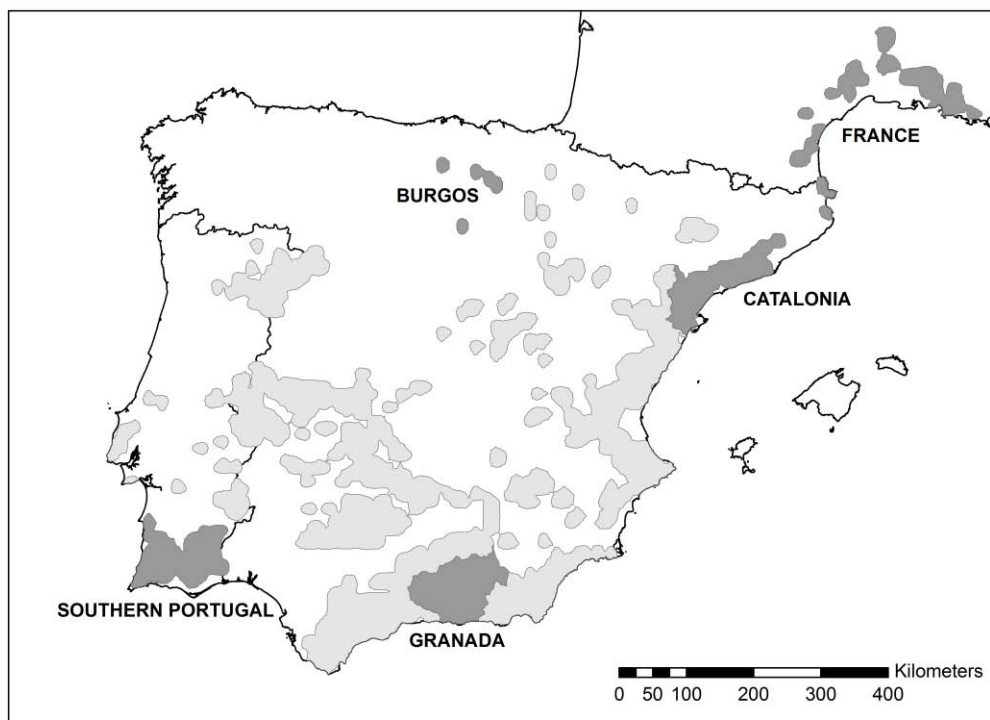 FRANCE
BURGOS
CATALONIA
SOUTHERN PORTUGAL
GRANADA
Kilometers
0 50 100 200 300 400